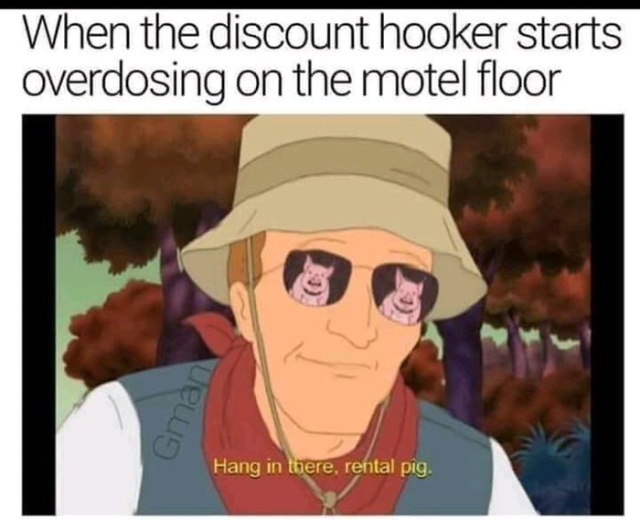 When the discount hooker starts
overdosing on the motel floor
Gman
Hang in there, rental pig.